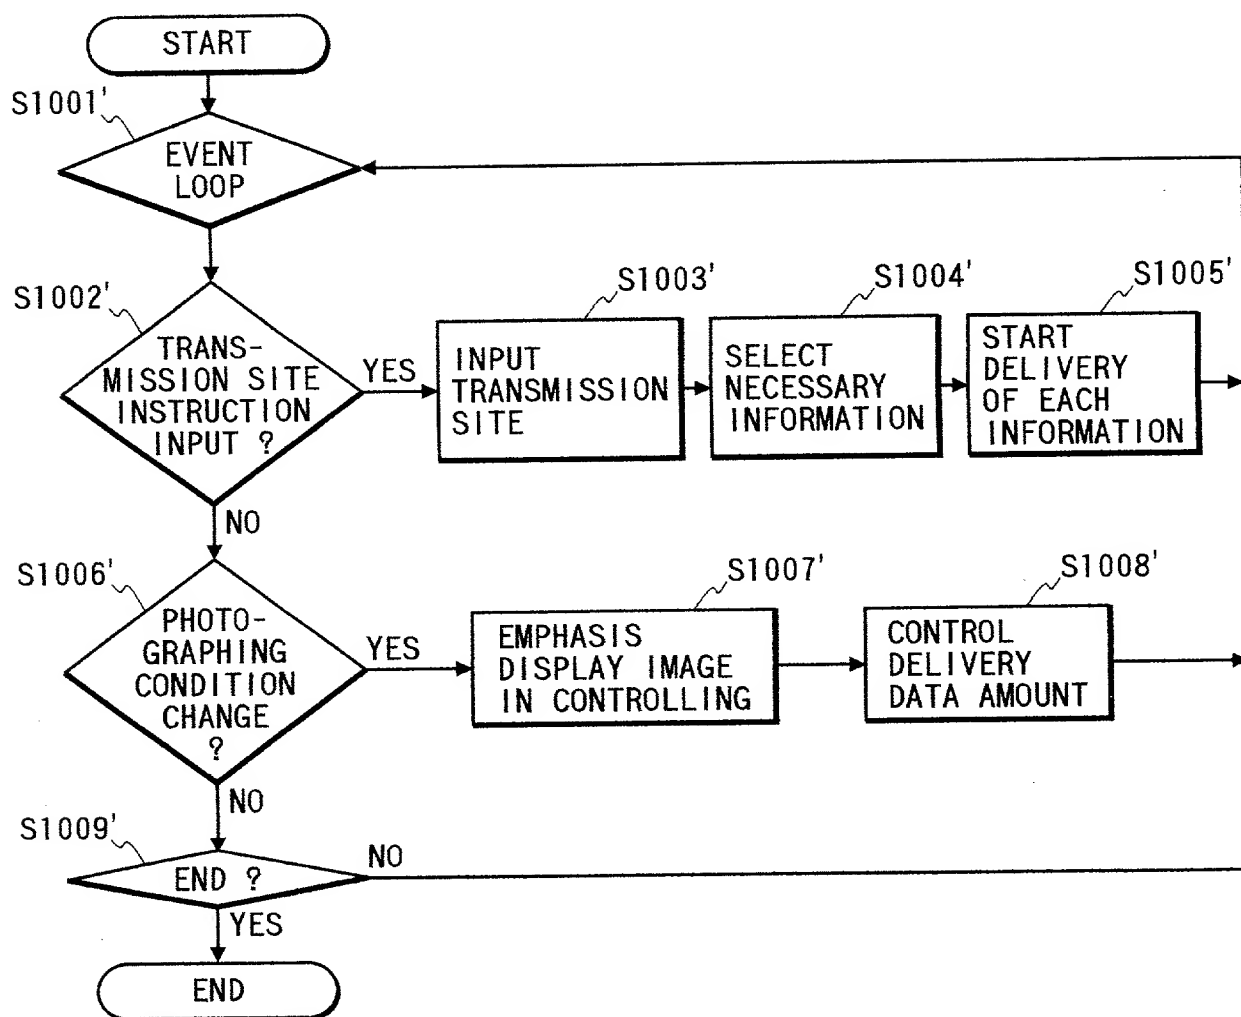 START
S1001'
EVENT
LOOP
S1002'
TRANS-
MISSION SITE
INSTRUCTION
INPUT ?
YES
S1003'
INPUT
TRANSMISSION
SITE
S1004'
SELECT
NECESSARY
INFORMATION
S1005'
START
DELIVERY
OF EACH
INFORMATION
NO
S1006'
PHOTO-
GRAPHING
CONDITION
CHANGE
?
YES
S1007'
EMPHASIS
DISPLAY IMAGE
IN CONTROLLING
S1008'
CONTROL
DELIVERY
DATA AMOUNT
NO
S1009'
END ?
NO
YES
END